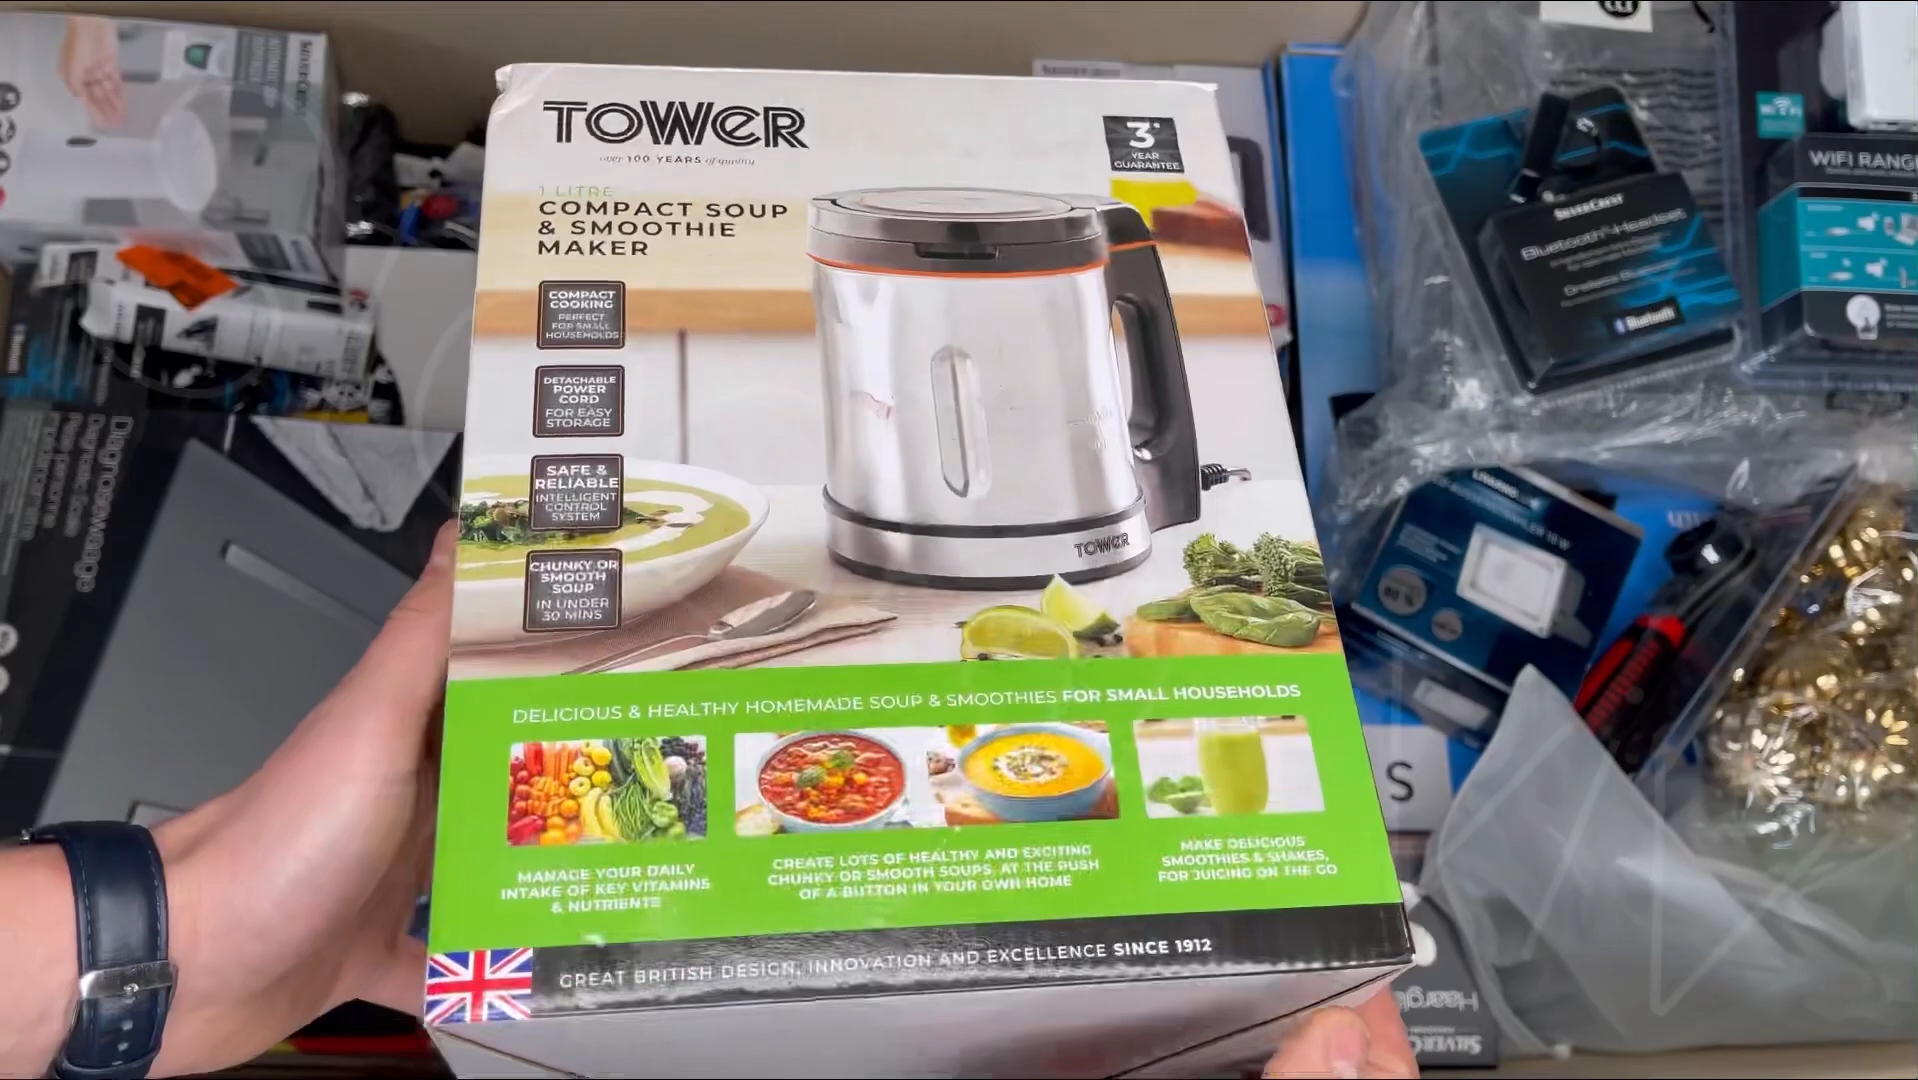 TOWER
over 100 YEARS of quality
3*
YEAR
GUARANTEE
1 LITRE
COMPACT SOUP
& SMOOTHIE
MAKER
COMPACT
COOKING
PERFECT
FOR SMALL
HOUSEHOLDS
DETACHABLE
POWER
CORD
FOR EASY
STORAGE
SAFE &
RELIABLE
INTELLIGENT
CONTROL
SYSTEM
CHUNKY OR
SMOOTH
SOUP
IN UNDER
30 MINS
TOWER
DELICIOUS & HEALTHY HOMEMADE SOUP & SMOOTHIES FOR SMALL HOUSEHOLDS
MANAGE YOUR DAILY
INTAKE OF KEY VITAMINS
& NUTRIENTS
CREATE LOTS OF HEALTHY AND EXCITING
CHUNKY OR SMOOTH SOUPS, AT THE PUSH
OF A BUTTON IN YOUR OWN HOME
MAKE DELICIOUS
SMOOTHIES & SHAKES,
FOR JUICING ON THE GO
GREAT BRITISH DESIGN, INNOVATION AND EXCELLENCE SINCE 1912
SILVERCREST
Bluetooth®-Headset
Bluetooth
WiFi
WIFI RANGE
LIVARNO
S
Diagnosewaage
SILVERC